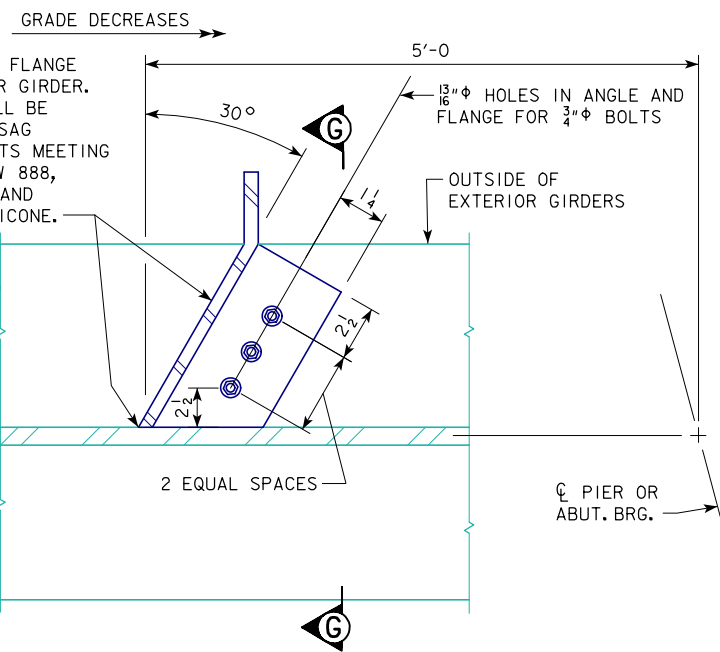 GRADE DECREASES
5'-0
FLANGE
R GIRDER.
LL BE
SAG
TS MEETING
W 888,
AND
ICONE.
30°
G
13/16"φ HOLES IN ANGLE AND
FLANGE FOR 3/4"φ BOLTS
OUTSIDE OF
EXTERIOR GIRDERS
1 1/4
2 1/2
2 1/2
2 EQUAL SPACES
℄ PIER OR
ABUT. BRG.
G